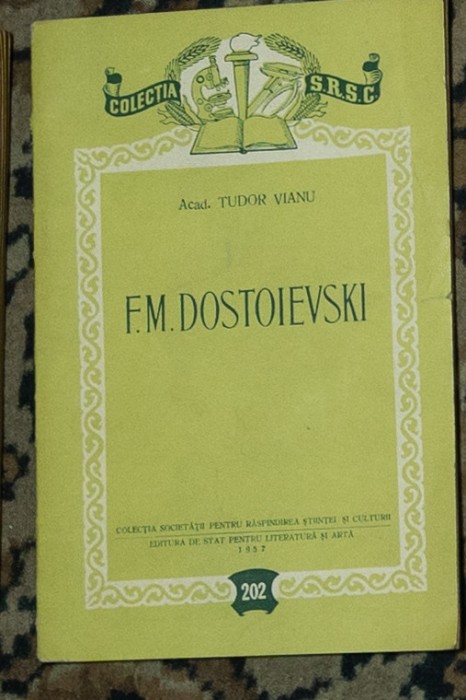 COLECTIA S.R.S.C.
Acad. TUDOR VIANU
F.M. DOSTOIEVSKI
COLECȚIA SOCIETĂȚII PENTRU RĂSPÎNDIREA ȘTIINȚEI ȘI CULTURII
EDITURA DE STAT PENTRU LITERATURĂ ȘI ARTĂ
1957
202